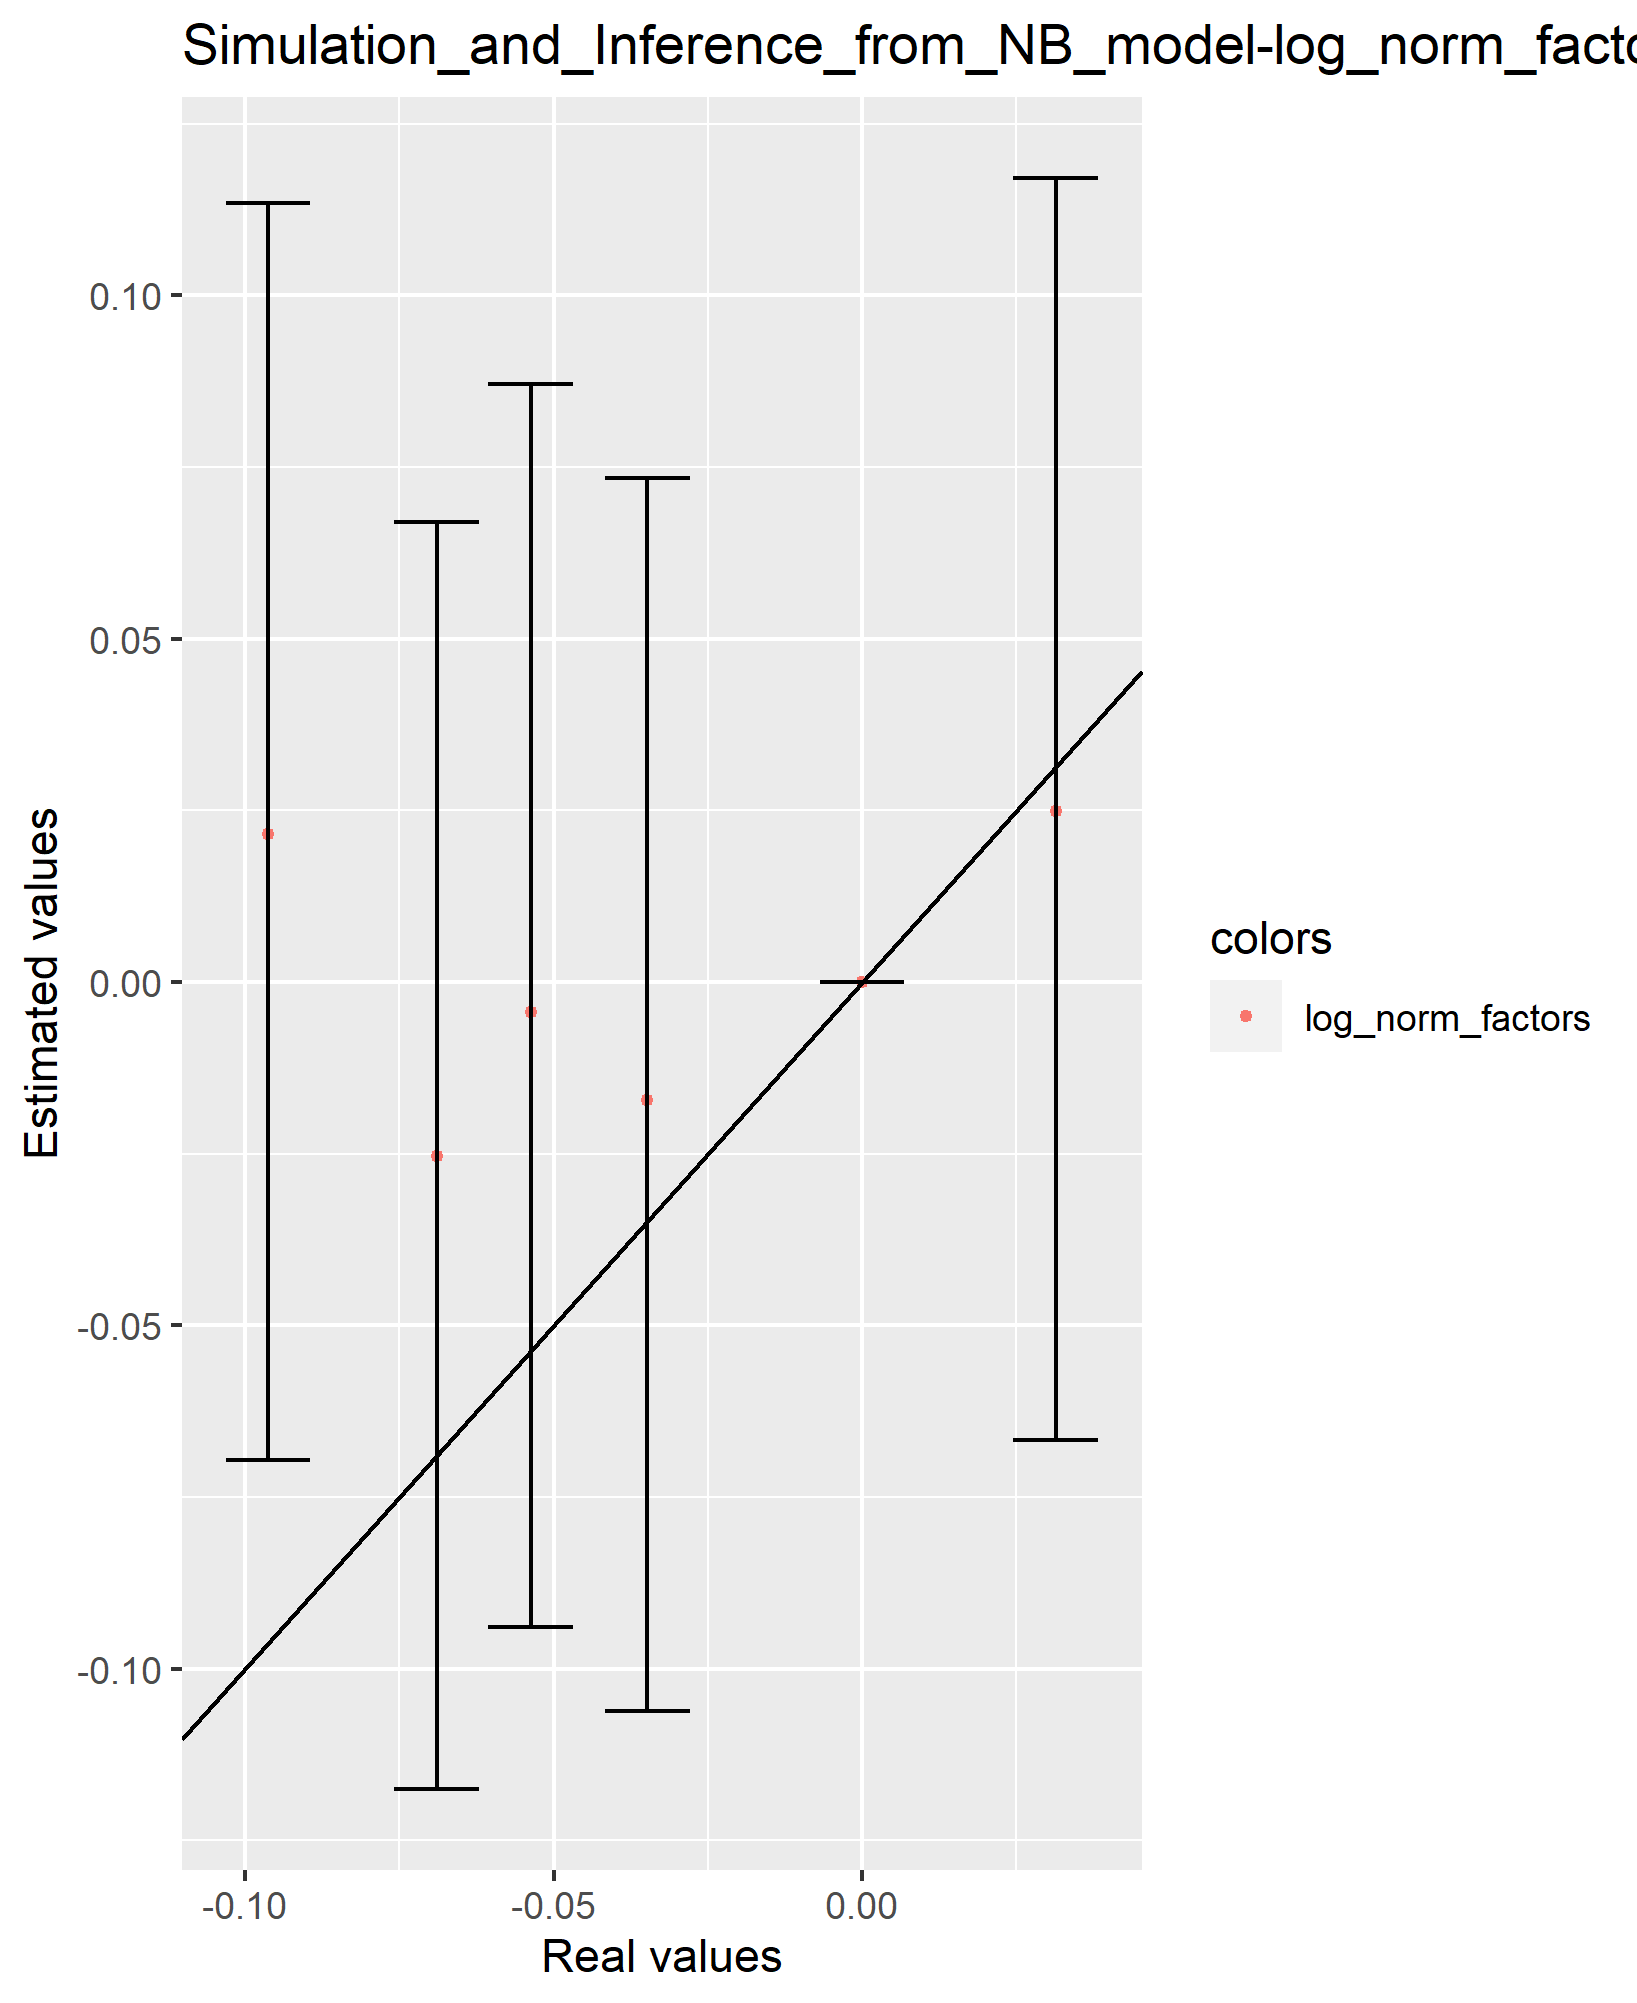 Simulation_and_Inference_from_NB_model-log_norm_facto
0.10
0.05
0.00
-0.05
-0.10
Estimated values
-0.10 -0.05 0.00
Real values
colors
log_norm_factors